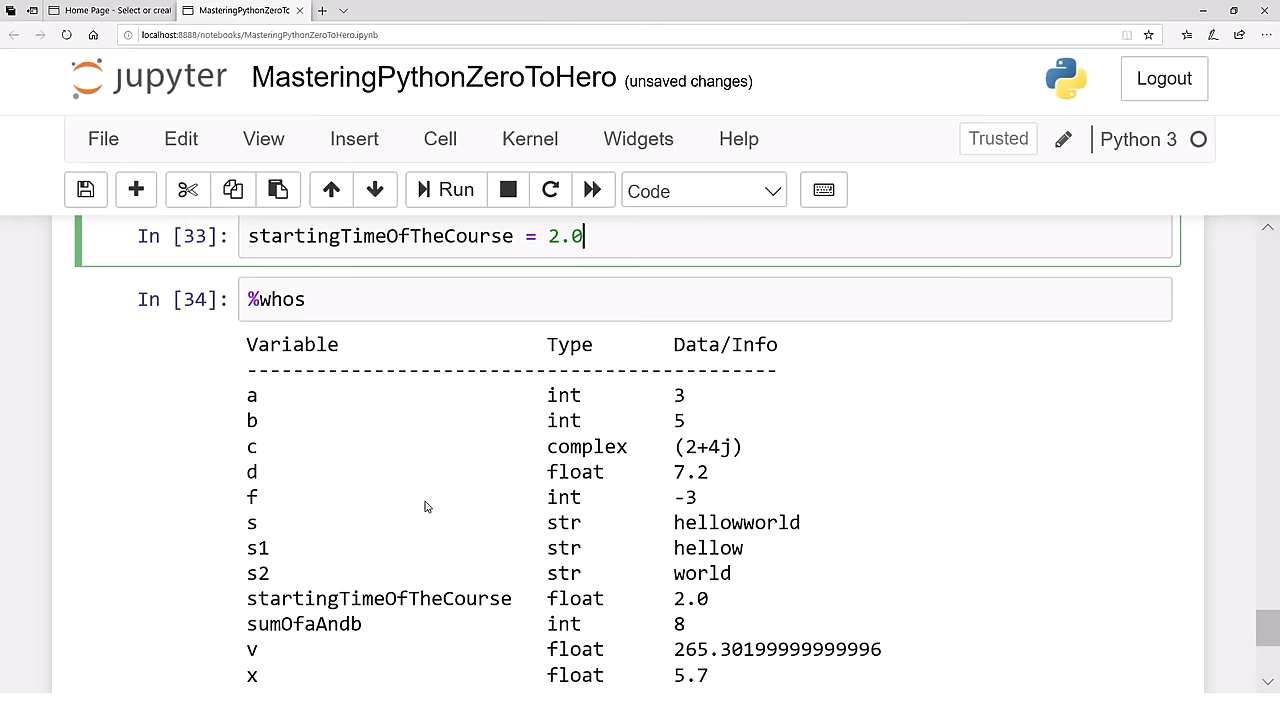 Home Page - Select or creat
MasteringPythonZeroTc
localhost:8888/notebooks/MasteringPythonZeroToHero.ipynb
jupyter MasteringPythonZeroToHero (unsaved changes) Logout
File Edit View Insert Cell Kernel Widgets Help Trusted Python 3
Run Code
In [33]: startingTimeOfTheCourse = 2.0
In [34]: %whos
Variable Type Data/Info
----------------------------------------------
a int 3
b int 5
c complex (2+4j)
d float 7.2
f int -3
s str hellowworld
s1 str hellow
s2 str world
startingTimeOfTheCourse float 2.0
sumOfaAndb int 8
v float 265.30199999999996
x float 5.7